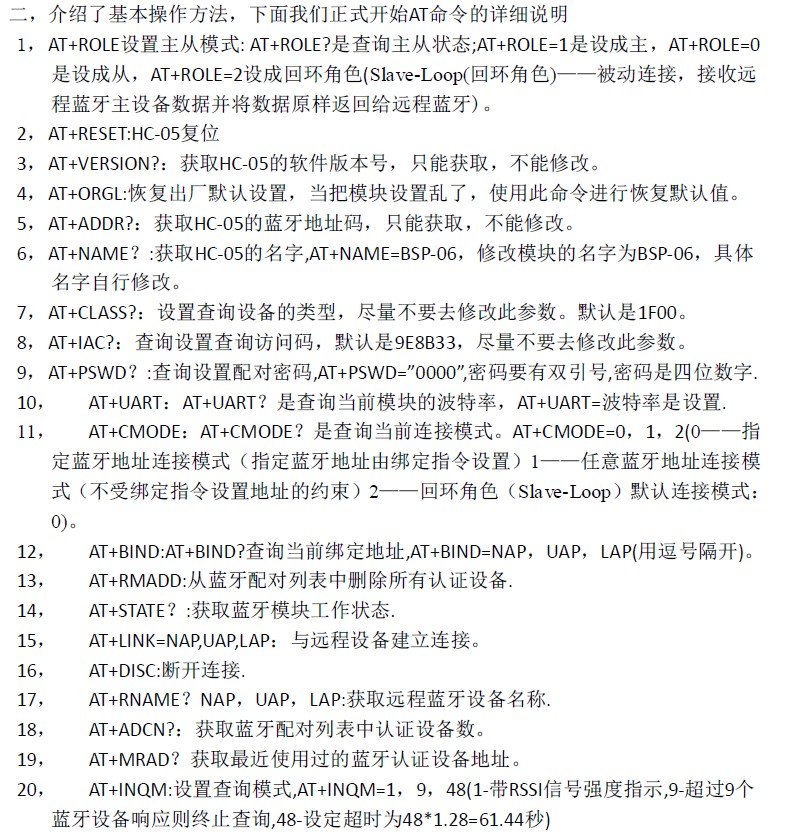 二，介绍了基本操作方法，下面我们正式开始AT命令的详细说明
1，AT+ROLE设置主从模式: AT+ROLE?是查询主从状态;AT+ROLE=1是设成主，AT+ROLE=0
是设成从，AT+ROLE=2设成回环角色(Slave-Loop(回环角色)——被动连接，接收远
程蓝牙主设备数据并将数据原样返回给远程蓝牙)。
2，AT+RESET:HC-05复位
3，AT+VERSION?：获取HC-05的软件版本号，只能获取，不能修改。
4，AT+ORGL:恢复出厂默认设置，当把模块设置乱了，使用此命令进行恢复默认值。
5，AT+ADDR?：获取HC-05的蓝牙地址码，只能获取，不能修改。
6，AT+NAME？:获取HC-05的名字,AT+NAME=BSP-06，修改模块的名字为BSP-06，具体
名字自行修改。
7，AT+CLASS?：设置查询设备的类型，尽量不要去修改此参数。默认是1F00。
8，AT+IAC?：查询设置查询访问码，默认是9E8B33，尽量不要去修改此参数。
9，AT+PSWD？:查询设置配对密码,AT+PSWD=”0000”,密码要有双引号,密码是四位数字.
10，AT+UART：AT+UART？是查询当前模块的波特率，AT+UART=波特率是设置.
11，AT+CMODE：AT+CMODE？是查询当前连接模式。AT+CMODE=0，1，2(0——指
定蓝牙地址连接模式（指定蓝牙地址由绑定指令设置）1——任意蓝牙地址连接模
式（不受绑定指令设置地址的约束）2——回环角色（Slave-Loop）默认连接模式：
0)。
12，AT+BIND:AT+BIND?查询当前绑定地址,AT+BIND=NAP，UAP，LAP(用逗号隔开)。
13，AT+RMADD:从蓝牙配对列表中删除所有认证设备.
14，AT+STATE？:获取蓝牙模块工作状态.
15，AT+LINK=NAP,UAP,LAP：与远程设备建立连接。
16，AT+DISC:断开连接.
17，AT+RNAME？NAP，UAP，LAP:获取远程蓝牙设备名称.
18，AT+ADCN?：获取蓝牙配对列表中认证设备数。
19，AT+MRAD？获取最近使用过的蓝牙认证设备地址。
20，AT+INQM:设置查询模式,AT+INQM=1，9，48(1-带RSSI信号强度指示,9-超过9个
蓝牙设备响应则终止查询,48-设定超时为48*1.28=61.44秒)